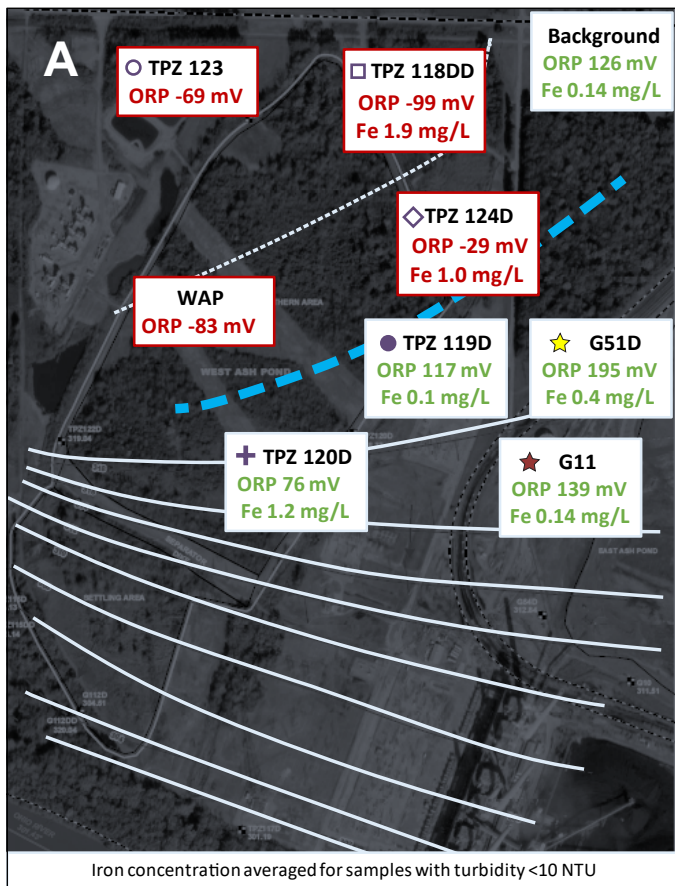 A
TPZ 123
ORP -69 mV
TPZ 118DD
ORP -99 mV
Fe 1.9 mg/L
Background
ORP 126 mV
Fe 0.14 mg/L
TPZ 124D
ORP -29 mV
Fe 1.0 mg/L
WAP
ORP -83 mV
WEST ASH POND
TPZ 119D
ORP 117 mV
Fe 0.1 mg/L
G51D
ORP 195 mV
Fe 0.4 mg/L
TPZ122D
319.84
TPZ 120D
ORP 76 mV
Fe 1.2 mg/L
G11
ORP 139 mV
Fe 0.14 mg/L
EAST ASH POND
SETTLING AREA
G112D
Iron concentration averaged for samples with turbidity <10 NTU